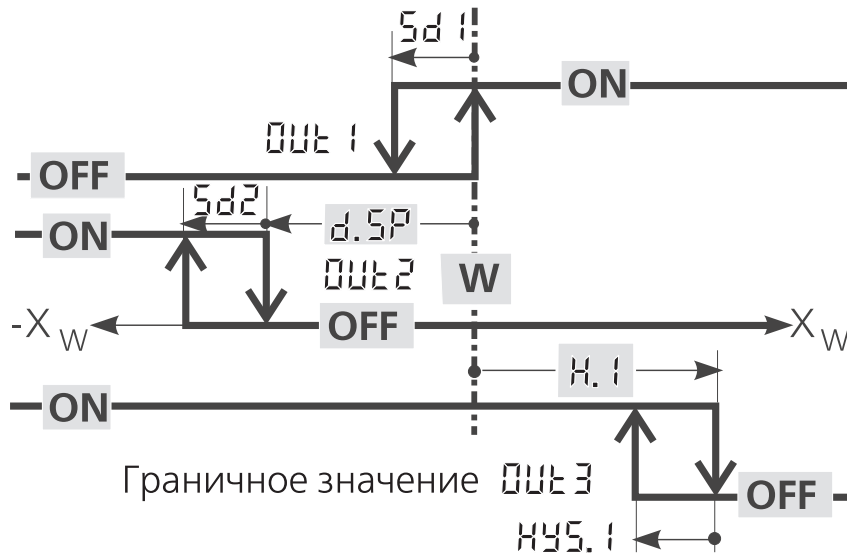 Sd1
ON
OUt1
OFF
Sd2
ON
d.SP
OUt2
W
-X W
OFF
X W
H.1
ON
Граничное значение OUt3
OFF
HYS.1